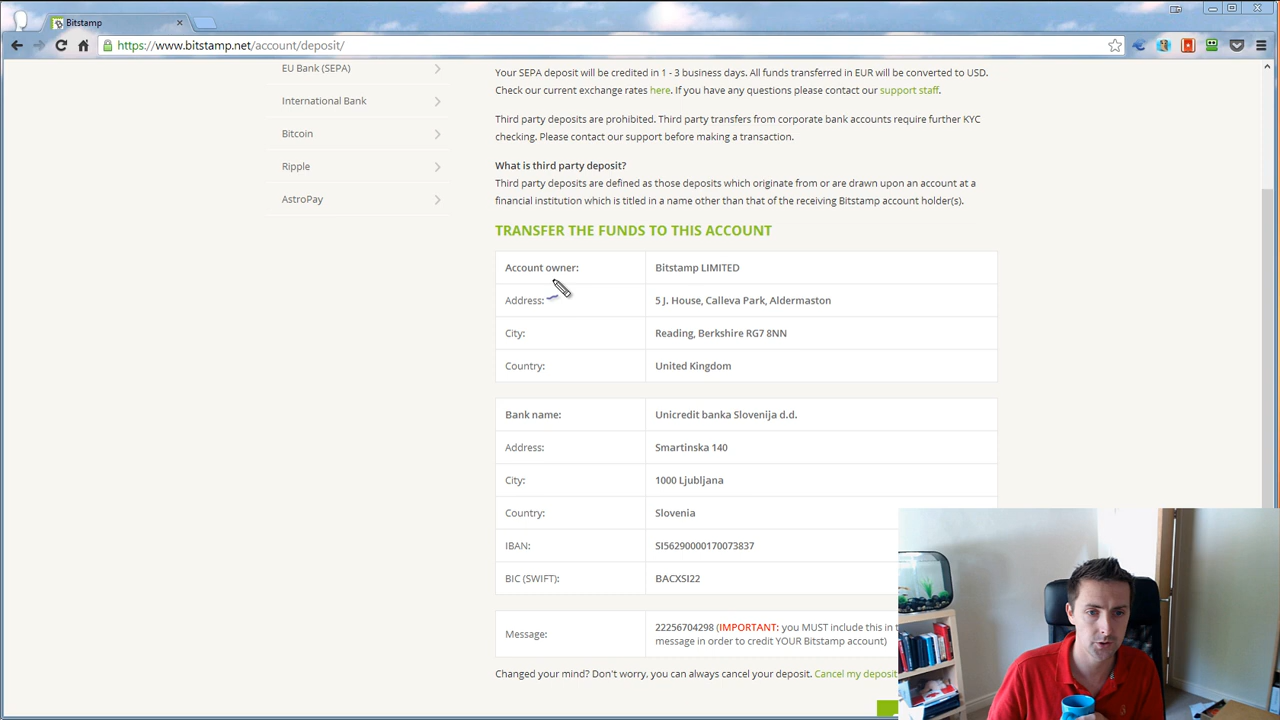 Bitstamp
https://www.bitstamp.net/account/deposit/
EU Bank (SEPA)
International Bank
Bitcoin
Ripple
AstroPay
Your SEPA deposit will be credited in 1 - 3 business days. All funds transferred in EUR will be converted to USD.
Check our current exchange rates here. If you have any questions please contact our support staff.
Third party deposits are prohibited. Third party transfers from corporate bank accounts require further KYC
checking. Please contact our support before making a transaction.
What is third party deposit?
Third party deposits are defined as those deposits which originate from or are drawn upon an account at a
financial institution which is titled in a name other than that of the receiving Bitstamp account holder(s).
TRANSFER THE FUNDS TO THIS ACCOUNT
Account owner: Bitstamp LIMITED
Address: 5 J. House, Calleva Park, Aldermaston
City: Reading, Berkshire RG7 8NN
Country: United Kingdom
Bank name: Unicredit banka Slovenija d.d.
Address: Smartinska 140
City: 1000 Ljubljana
Country: Slovenia
IBAN: SI56290000170073837
BIC (SWIFT): BACXSI22
Message: 22256704298 (IMPORTANT: you MUST include this in
message in order to credit YOUR Bitstamp account)
Changed your mind? Don't worry, you can always cancel your deposit. Cancel my deposit